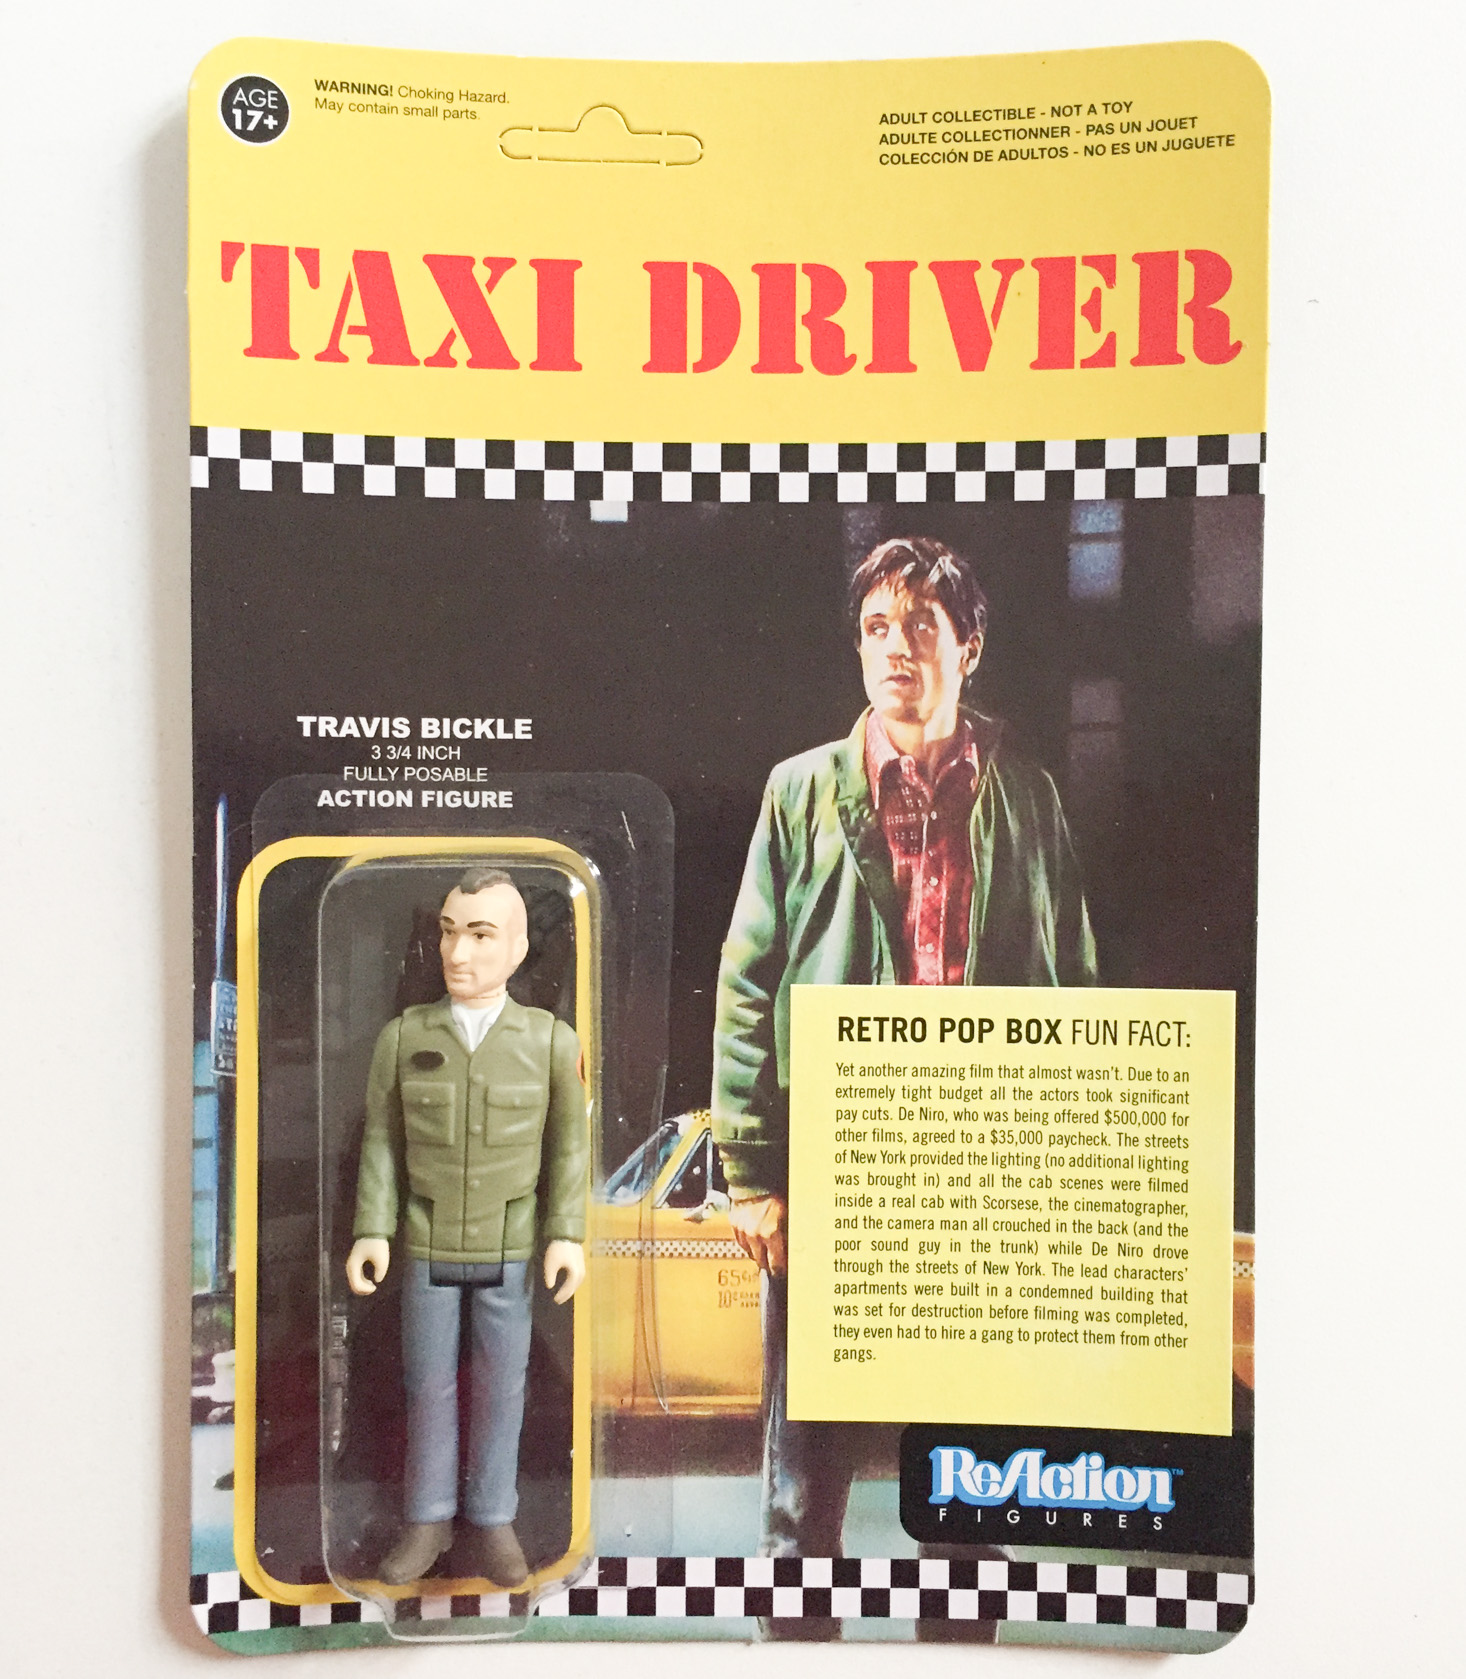 AGE
17+
WARNING! Choking Hazard.
May contain small parts.
ADULT COLLECTIBLE - NOT A TOY
ADULTE COLLECTIONNER - PAS UN JOUET
COLECCIÓN DE ADULTOS - NO ES UN JUGUETE
TAXI DRIVER
TRAVIS BICKLE
3 3/4 INCH
FULLY POSABLE
ACTION FIGURE
RETRO POP BOX FUN FACT:
Yet another amazing film that almost wasn't. Due to an
extremely tight budget all the actors took significant
pay cuts. De Niro, who was being offered $500,000 for
other films, agreed to a $35,000 paycheck. The streets
of New York provided the lighting (no additional lighting
was brought in) and all the cab scenes were filmed
inside a real cab with Scorsese, the cinematographer,
and the camera man all crouched in the back (and the
poor sound guy in the trunk) while De Niro drove
through the streets of New York. The lead characters'
apartments were built in a condemned building that
was set for destruction before filming was completed,
they even had to hire a gang to protect them from other
gangs.
65¢
10¢
ReAction™
FIGURES